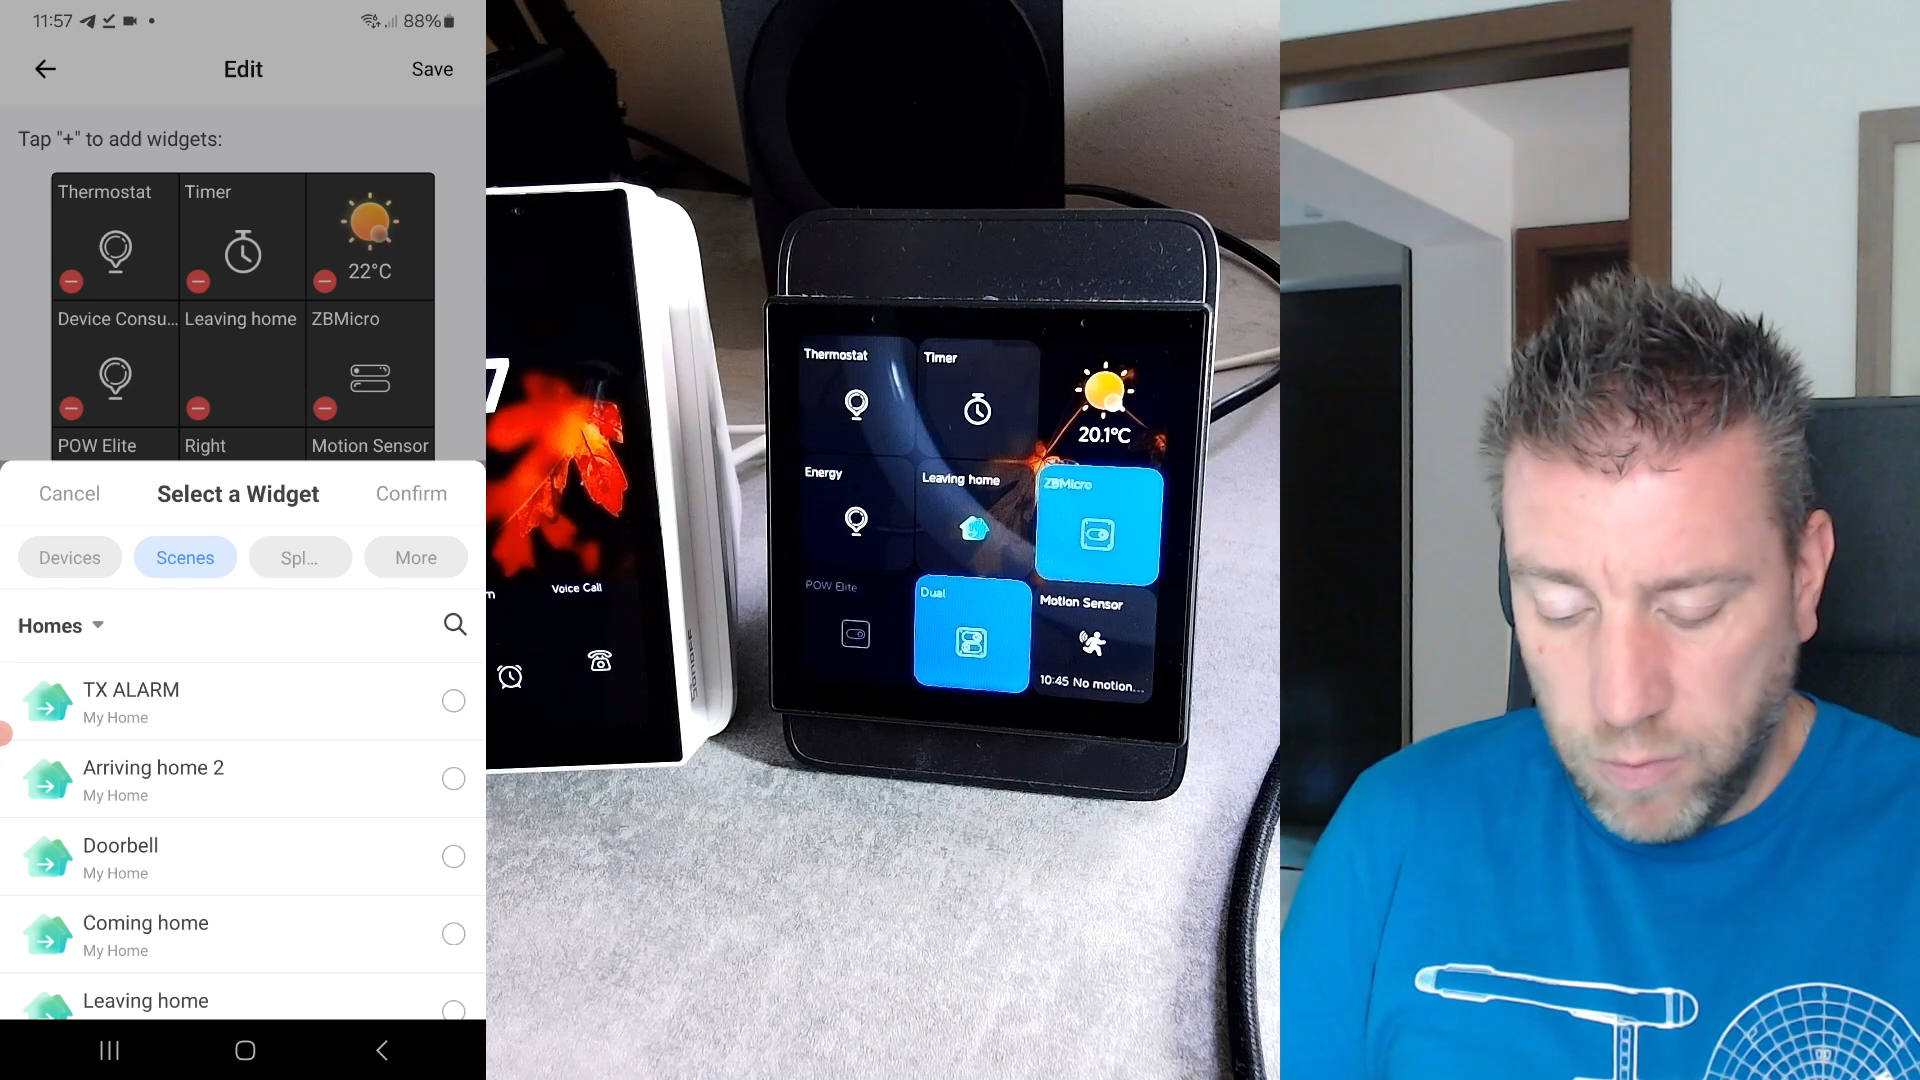 11:57
88%
Edit
Save
Tap "+" to add widgets:
Thermostat
Timer
22°C
Device Consu...
Leaving home
ZBMicro
POW Elite
Right
Motion Sensor
Cancel
Select a Widget
Confirm
Devices
Scenes
Spl...
More
Homes
TX ALARM
My Home
Arriving home 2
My Home
Doorbell
My Home
Coming home
My Home
Leaving home
7
Voice Call
m
SONOFF
Thermostat
Timer
20.1°C
Energy
Leaving home
ZBMicro
POW Elite
Dual
Motion Sensor
10:45 No motion...